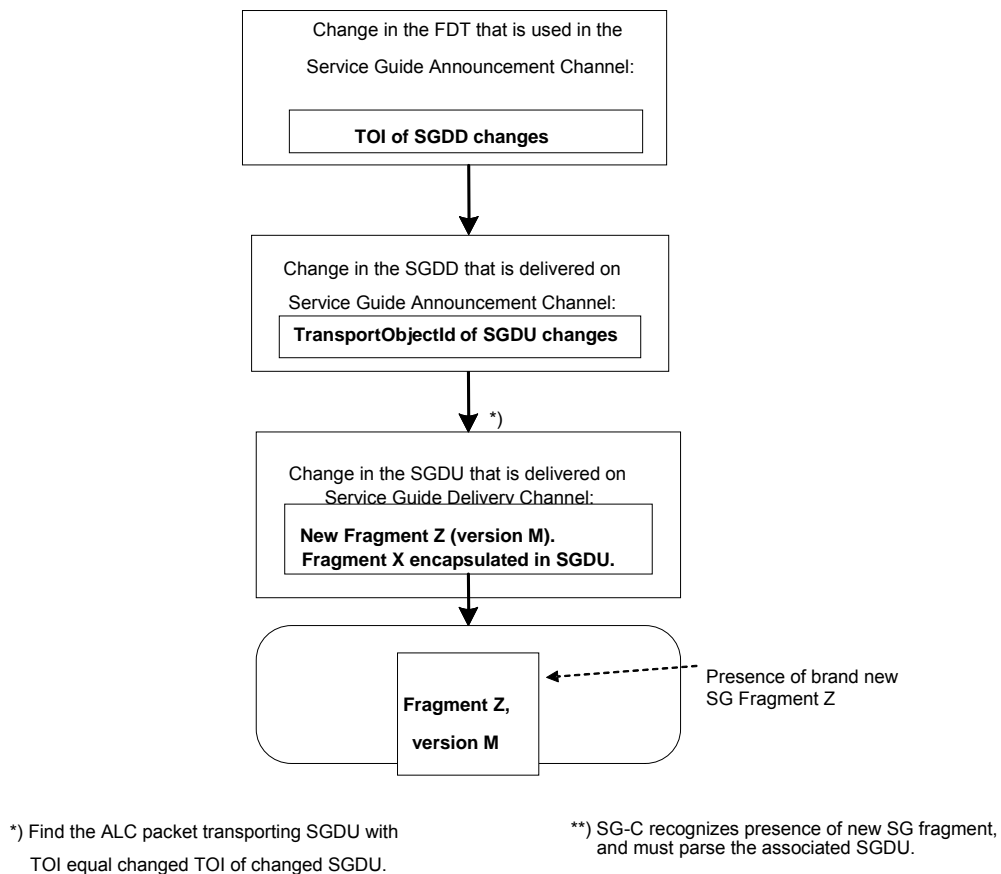 Change in the FDT that is used in the
Service Guide Announcement Channel:
TOI of SGDD changes
Change in the SGDD that is delivered on
Service Guide Announcement Channel:
TransportObjectId of SGDU changes
*)
Change in the SGDU that is delivered on
Service Guide Delivery Channel:
New Fragment Z (version M).
Fragment X encapsulated in SGDU.
Fragment Z,
version M
Presence of brand new
SG Fragment Z
*) Find the ALC packet transporting SGDU with
TOI equal changed TOI of changed SGDU.
**) SG-C recognizes presence of new SG fragment,
and must parse the associated SGDU.